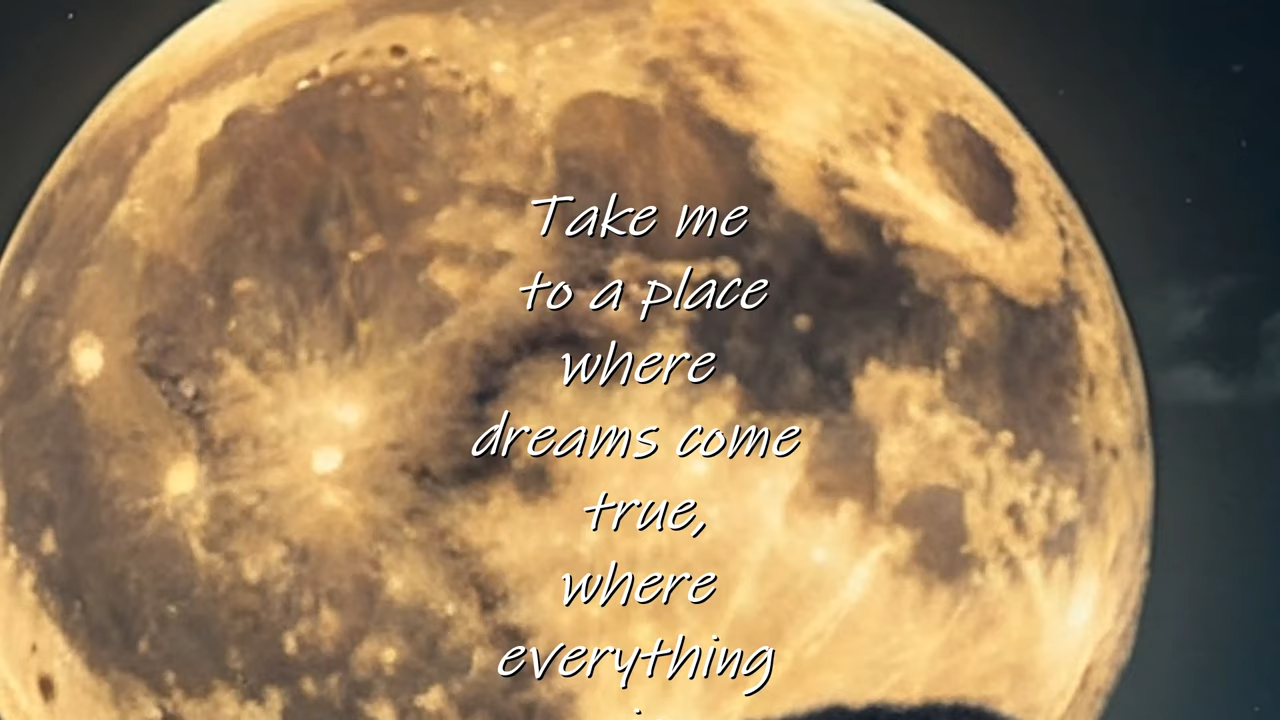 Take me
to a place
where
dreams come
true,
where
everything